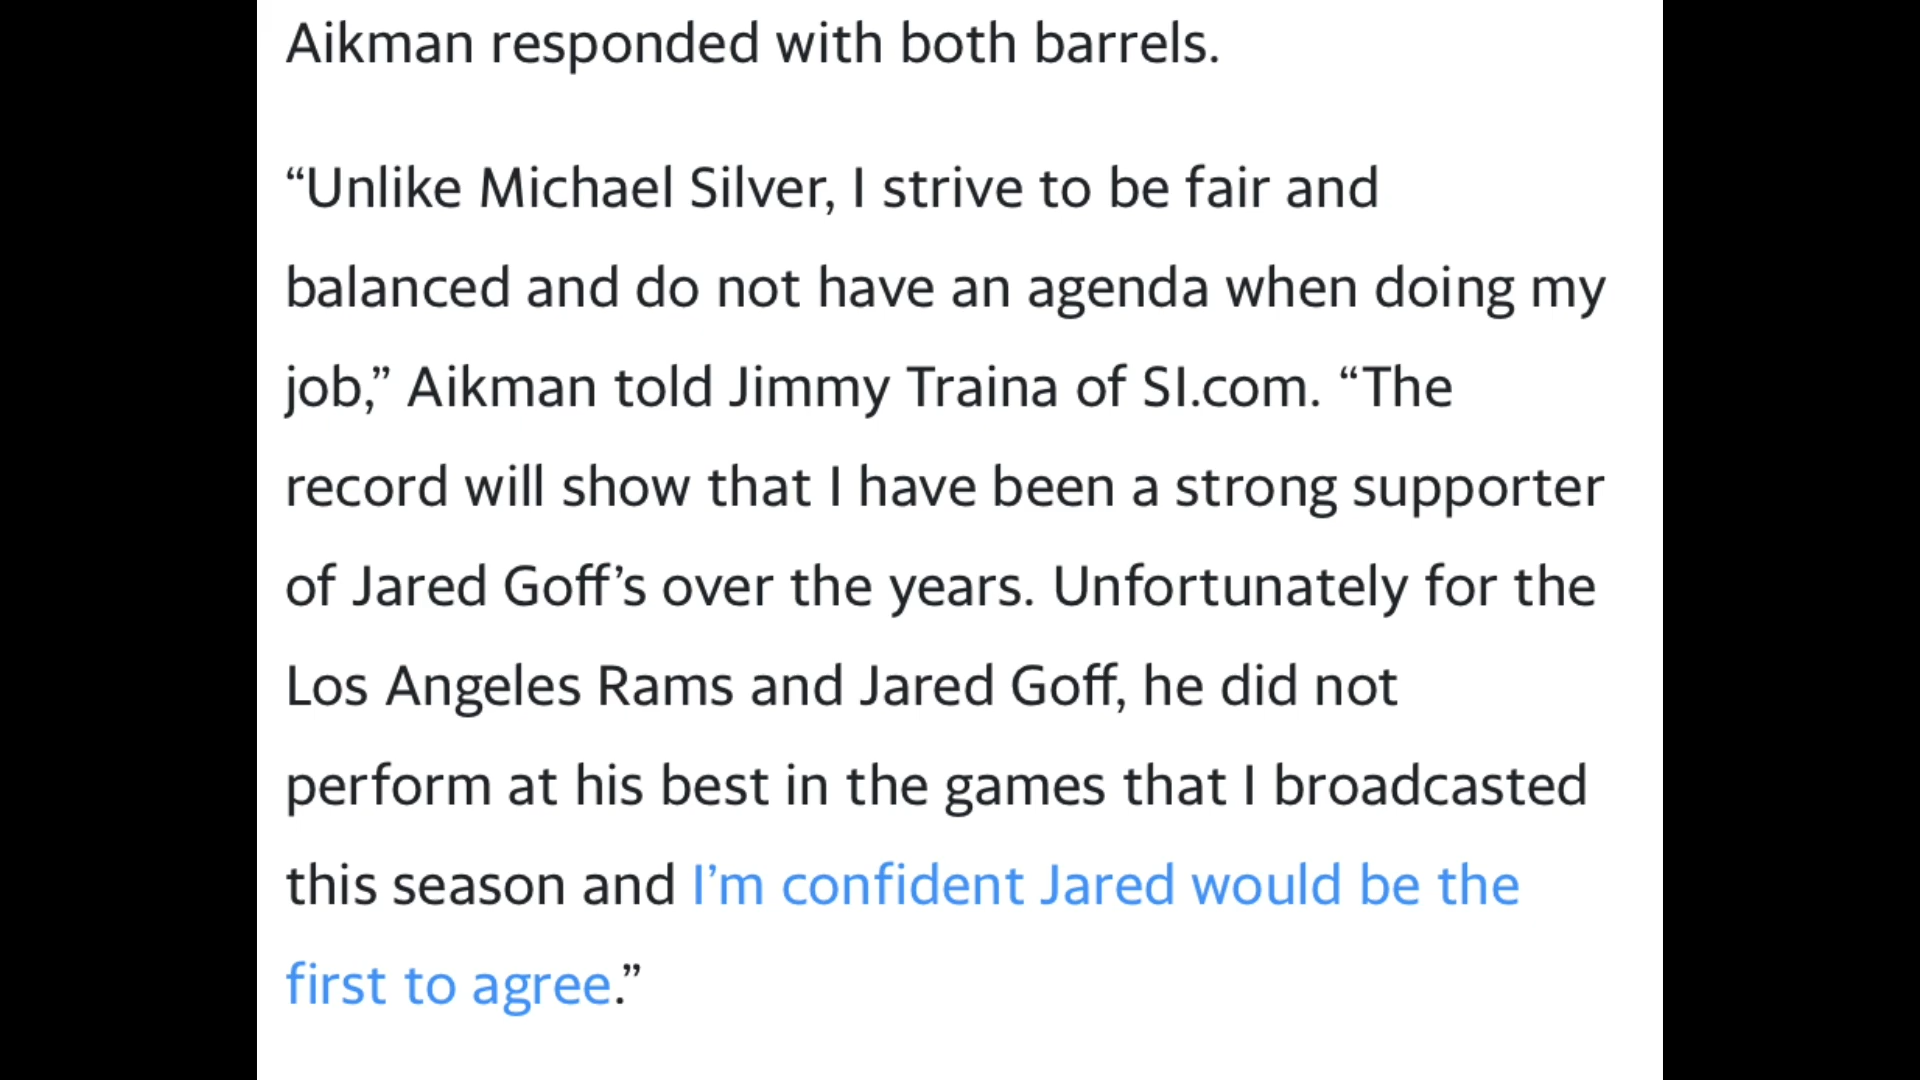 Aikman responded with both barrels.
“Unlike Michael Silver, I strive to be fair and
balanced and do not have an agenda when doing my
job,” Aikman told Jimmy Traina of SI.com. “The
record will show that I have been a strong supporter
of Jared Goff’s over the years. Unfortunately for the
Los Angeles Rams and Jared Goff, he did not
perform at his best in the games that I broadcasted
this season and I’m confident Jared would be the
first to agree.”